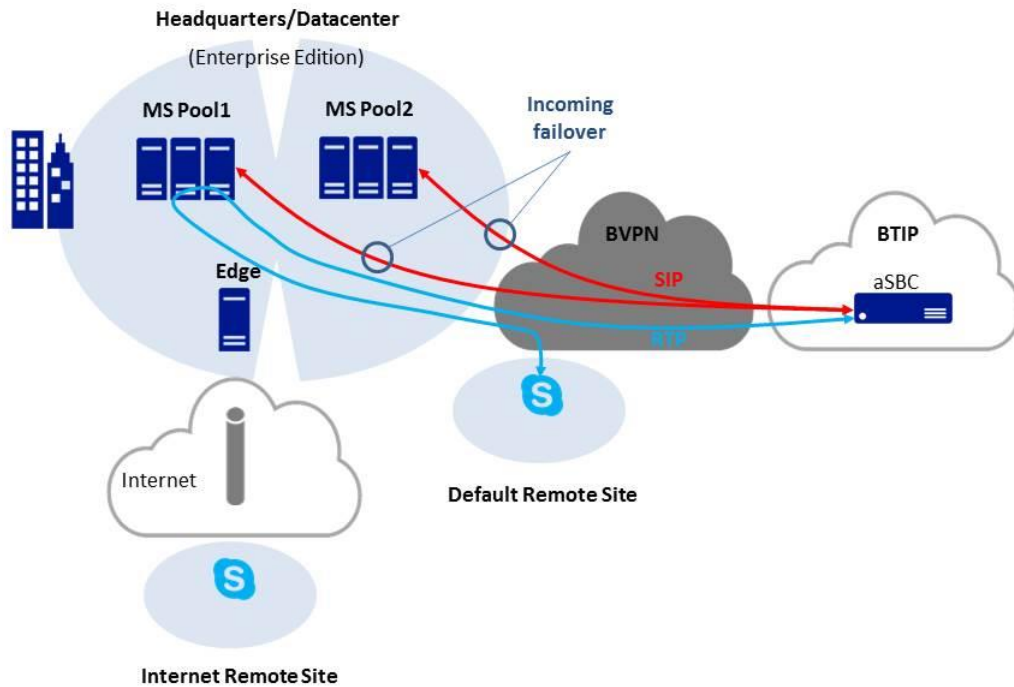 Headquarters/Datacenter
(Enterprise Edition)
MS Pool1
MS Pool2
Incoming
failover
BVPN
BTIP
Edge
SIP
aSBC
RTP
Internet
Default Remote Site
Internet Remote Site